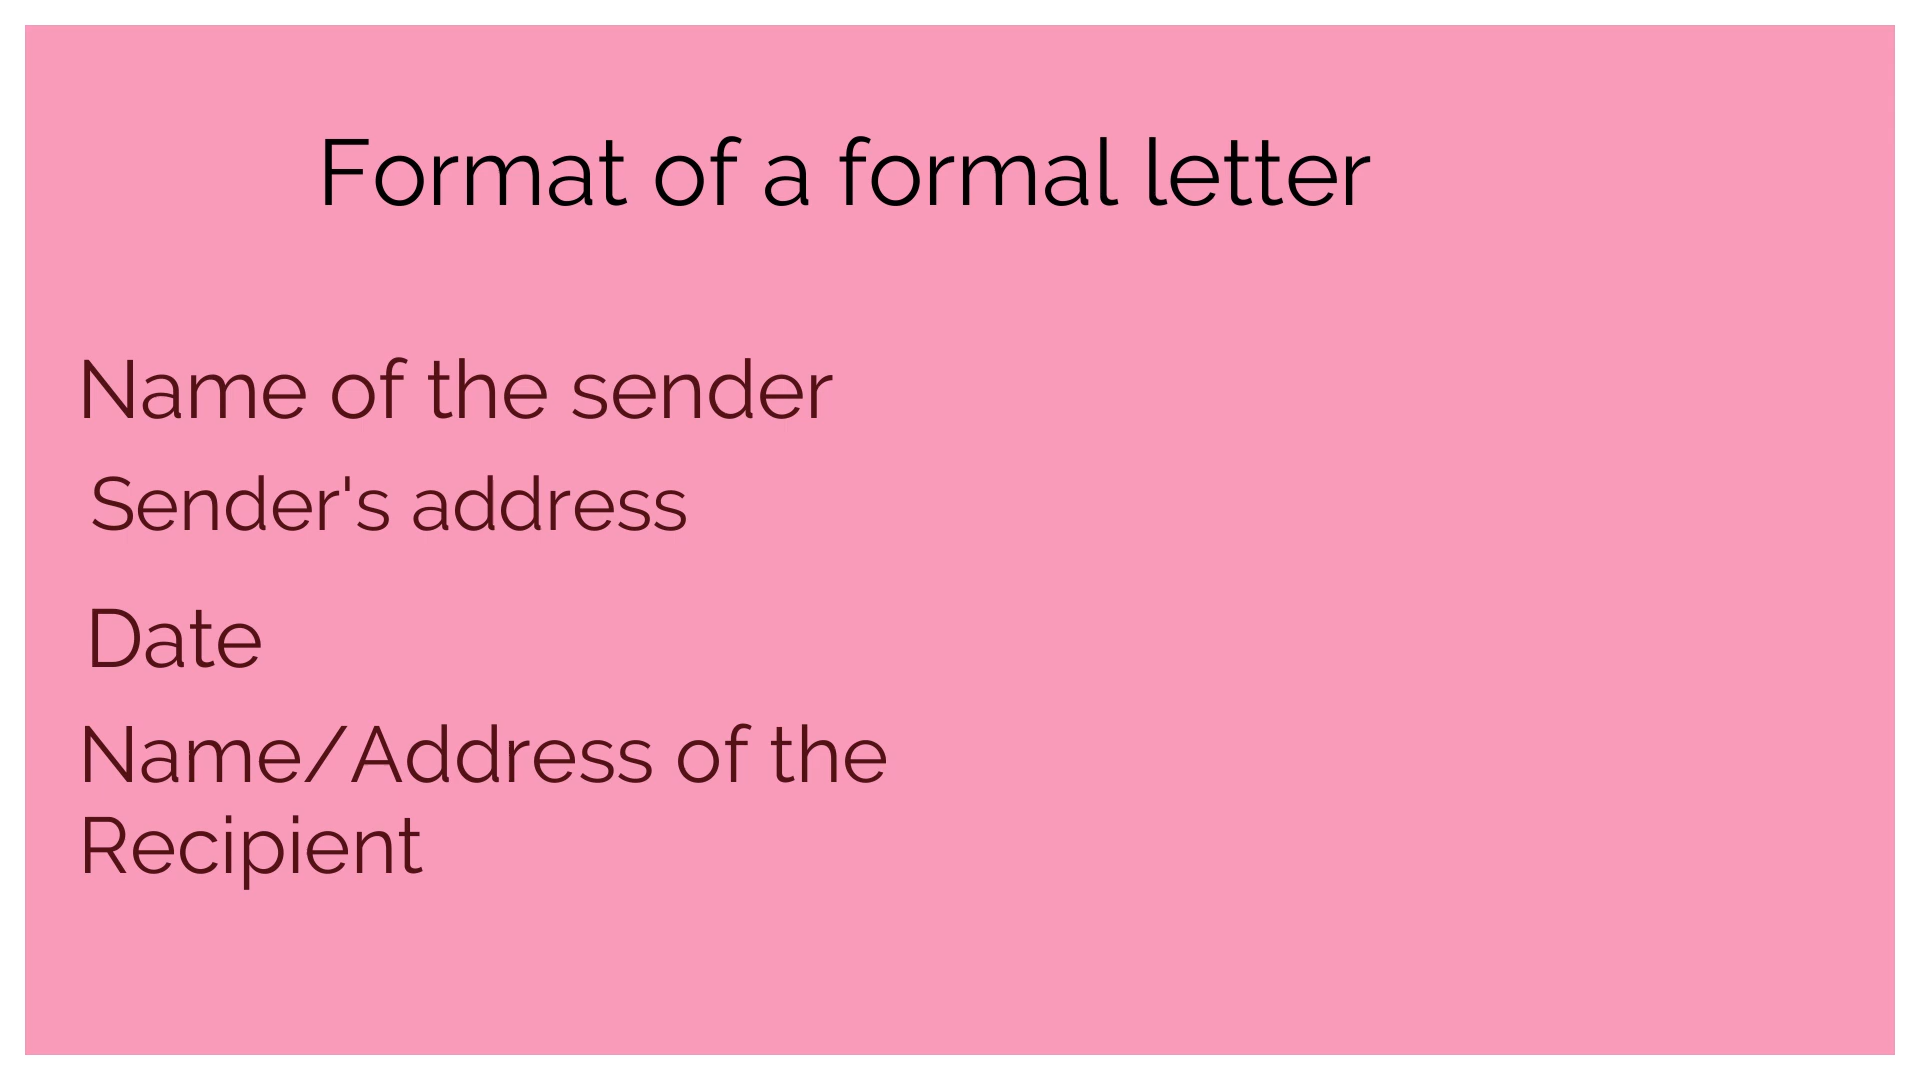 Format of a formal letter
Name of the sender
Sender's address
Date
Name/Address of the
Recipient